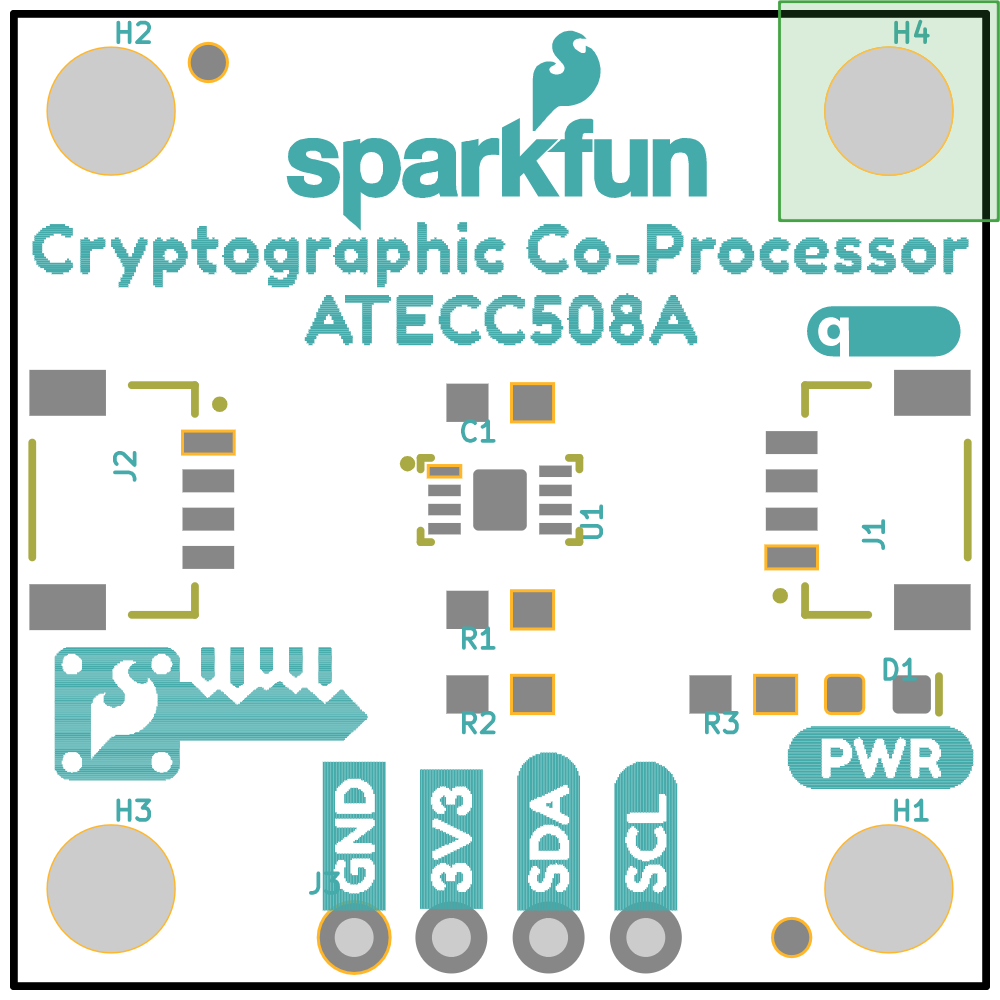 H2
H4
sparkfun
Cryptographic Co-Processor
ATECC508A
q
C1
J2
U1
J1
R1
R2
R3
D1
PWR
GND
3V3
SDA
SCL
H3
H1
J3